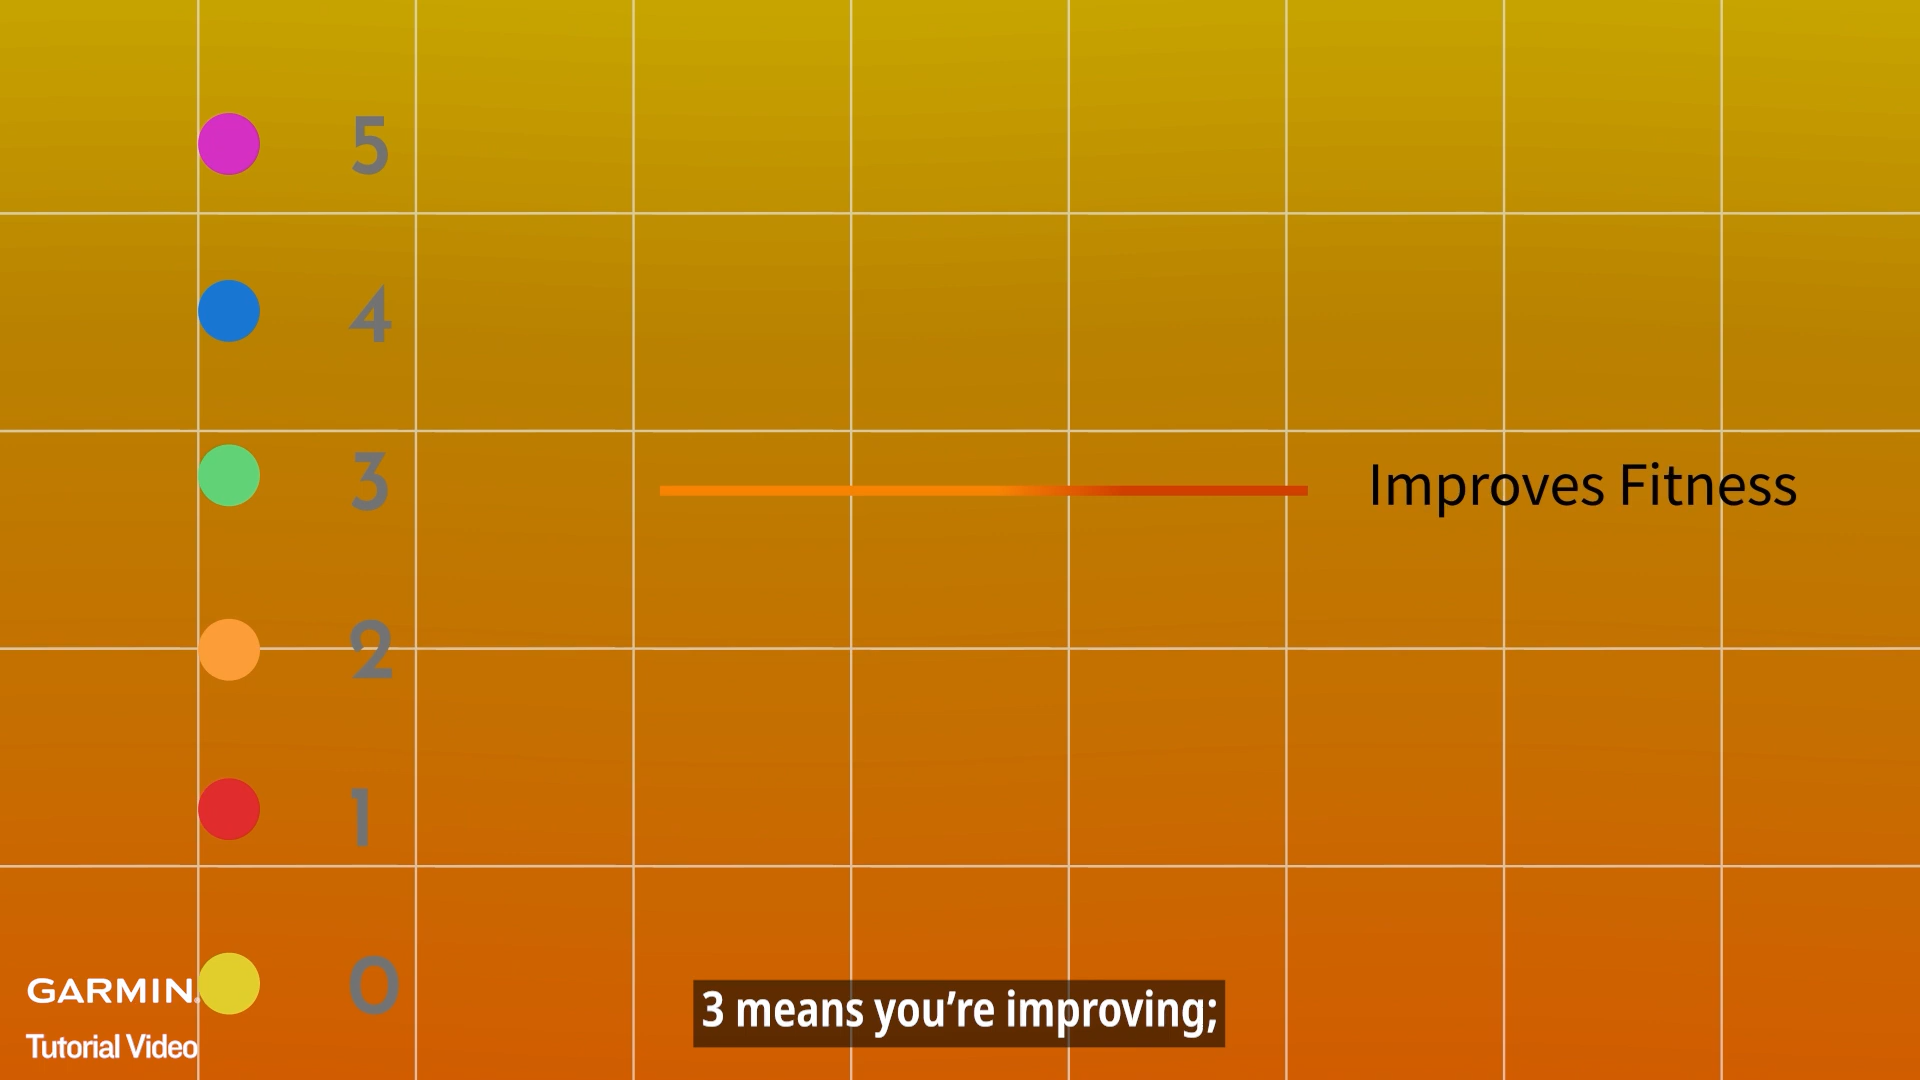 5
4
3 Improves Fitness
2
1
0
GARMIN.
Tutorial Video
3 means you’re improving;